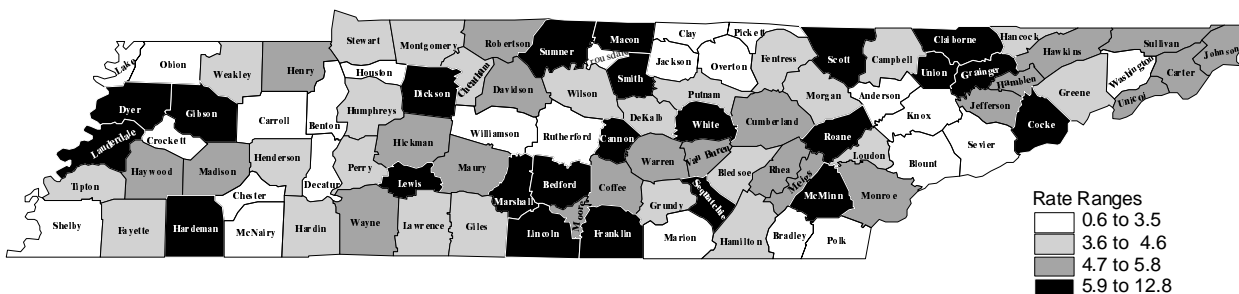 Lake
Obion
Weakley
Henry
Stewart
Montgomery
Robertson
Sumner
Macon
Trousdale
Clay
Pickett
Jackson
Overton
Fentress
Scott
Campbell
Claiborne
Hancock
Hawkins
Sullivan
Johnson
Houston
Dickson
Cheatham
Davidson
Wilson
Smith
Putnam
Morgan
Anderson
Union
Grainger
Hamblen
Jefferson
Greene
Washington
Carter
Unicoi
Dyer
Gibson
Carroll
Benton
Humphreys
Hickman
Williamson
Rutherford
Cannon
DeKalb
White
Cumberland
Roane
Loudon
Knox
Blount
Sevier
Cocke
Lauderdale
Crockett
Haywood
Madison
Henderson
Decatur
Perry
Lewis
Maury
Marshall
Bedford
Coffee
Warren
Van Buren
Bledsoe
Rhea
Meigs
McMinn
Monroe
Tipton
Chester
Shelby
Fayette
Hardeman
McNairy
Hardin
Wayne
Lawrence
Giles
Lincoln
Moore
Franklin
Grundy
Sequatchie
Marion
Hamilton
Bradley
Polk
Rate Ranges
0.6 to 3.5
3.6 to 4.6
4.7 to 5.8
5.9 to 12.8